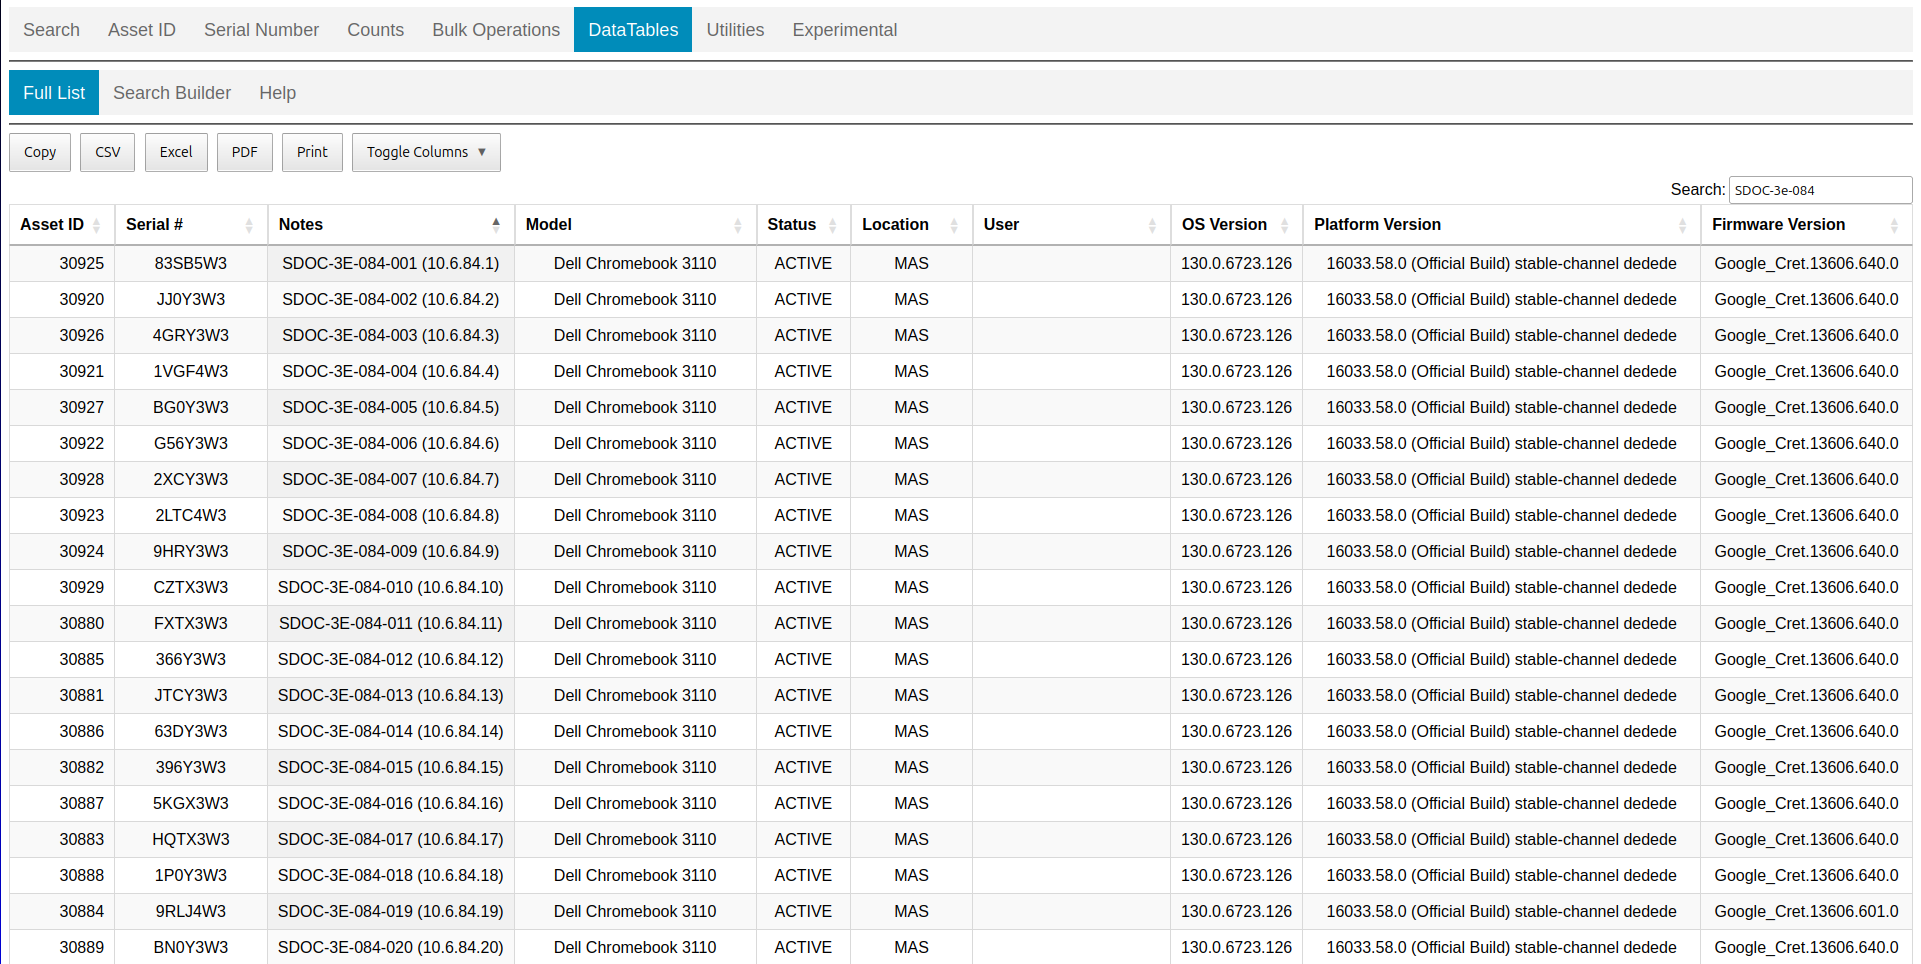 Search Asset ID Serial Number Counts Bulk Operations DataTables Utilities Experimental
Full List Search Builder Help
Copy CSV Excel PDF Print Toggle Columns ▼
Search: SDOC-3e-084
Asset ID Serial # Notes Model Status Location User OS Version Platform Version Firmware Version
30925 83SB5W3 SDOC-3E-084-001 (10.6.84.1) Dell Chromebook 3110 ACTIVE MAS 130.0.6723.126 16033.58.0 (Official Build) stable-channel dedede Google_Cret.13606.640.0
30920 JJ0Y3W3 SDOC-3E-084-002 (10.6.84.2) Dell Chromebook 3110 ACTIVE MAS 130.0.6723.126 16033.58.0 (Official Build) stable-channel dedede Google_Cret.13606.640.0
30926 4GRY3W3 SDOC-3E-084-003 (10.6.84.3) Dell Chromebook 3110 ACTIVE MAS 130.0.6723.126 16033.58.0 (Official Build) stable-channel dedede Google_Cret.13606.640.0
30921 1VGF4W3 SDOC-3E-084-004 (10.6.84.4) Dell Chromebook 3110 ACTIVE MAS 130.0.6723.126 16033.58.0 (Official Build) stable-channel dedede Google_Cret.13606.640.0
30927 BG0Y3W3 SDOC-3E-084-005 (10.6.84.5) Dell Chromebook 3110 ACTIVE MAS 130.0.6723.126 16033.58.0 (Official Build) stable-channel dedede Google_Cret.13606.640.0
30922 G56Y3W3 SDOC-3E-084-006 (10.6.84.6) Dell Chromebook 3110 ACTIVE MAS 130.0.6723.126 16033.58.0 (Official Build) stable-channel dedede Google_Cret.13606.640.0
30928 2XCY3W3 SDOC-3E-084-007 (10.6.84.7) Dell Chromebook 3110 ACTIVE MAS 130.0.6723.126 16033.58.0 (Official Build) stable-channel dedede Google_Cret.13606.640.0
30923 2LTC4W3 SDOC-3E-084-008 (10.6.84.8) Dell Chromebook 3110 ACTIVE MAS 130.0.6723.126 16033.58.0 (Official Build) stable-channel dedede Google_Cret.13606.640.0
30924 9HRY3W3 SDOC-3E-084-009 (10.6.84.9) Dell Chromebook 3110 ACTIVE MAS 130.0.6723.126 16033.58.0 (Official Build) stable-channel dedede Google_Cret.13606.640.0
30929 CZTX3W3 SDOC-3E-084-010 (10.6.84.10) Dell Chromebook 3110 ACTIVE MAS 130.0.6723.126 16033.58.0 (Official Build) stable-channel dedede Google_Cret.13606.640.0
30880 FXTX3W3 SDOC-3E-084-011 (10.6.84.11) Dell Chromebook 3110 ACTIVE MAS 130.0.6723.126 16033.58.0 (Official Build) stable-channel dedede Google_Cret.13606.640.0
30885 366Y3W3 SDOC-3E-084-012 (10.6.84.12) Dell Chromebook 3110 ACTIVE MAS 130.0.6723.126 16033.58.0 (Official Build) stable-channel dedede Google_Cret.13606.640.0
30881 JTCY3W3 SDOC-3E-084-013 (10.6.84.13) Dell Chromebook 3110 ACTIVE MAS 130.0.6723.126 16033.58.0 (Official Build) stable-channel dedede Google_Cret.13606.640.0
30886 63DY3W3 SDOC-3E-084-014 (10.6.84.14) Dell Chromebook 3110 ACTIVE MAS 130.0.6723.126 16033.58.0 (Official Build) stable-channel dedede Google_Cret.13606.640.0
30882 396Y3W3 SDOC-3E-084-015 (10.6.84.15) Dell Chromebook 3110 ACTIVE MAS 130.0.6723.126 16033.58.0 (Official Build) stable-channel dedede Google_Cret.13606.640.0
30887 5KGX3W3 SDOC-3E-084-016 (10.6.84.16) Dell Chromebook 3110 ACTIVE MAS 130.0.6723.126 16033.58.0 (Official Build) stable-channel dedede Google_Cret.13606.640.0
30883 HQTX3W3 SDOC-3E-084-017 (10.6.84.17) Dell Chromebook 3110 ACTIVE MAS 130.0.6723.126 16033.58.0 (Official Build) stable-channel dedede Google_Cret.13606.640.0
30888 1P0Y3W3 SDOC-3E-084-018 (10.6.84.18) Dell Chromebook 3110 ACTIVE MAS 130.0.6723.126 16033.58.0 (Official Build) stable-channel dedede Google_Cret.13606.640.0
30884 9RLJ4W3 SDOC-3E-084-019 (10.6.84.19) Dell Chromebook 3110 ACTIVE MAS 130.0.6723.126 16033.58.0 (Official Build) stable-channel dedede Google_Cret.13606.601.0
30889 BN0Y3W3 SDOC-3E-084-020 (10.6.84.20) Dell Chromebook 3110 ACTIVE MAS 130.0.6723.126 16033.58.0 (Official Build) stable-channel dedede Google_Cret.13606.640.0